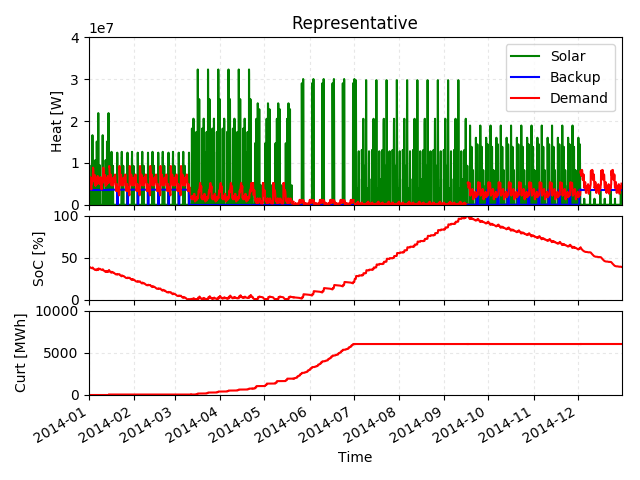 Representative
1e7
4
3
2
1
0
Heat [W]
Solar
Backup
Demand
100
50
0
SoC [%]
10000
5000
0
Curt [MWh]
2014-01
2014-02
2014-03
2014-04
2014-05
2014-06
2014-07
2014-08
2014-09
2014-10
2014-11
2014-12
Time